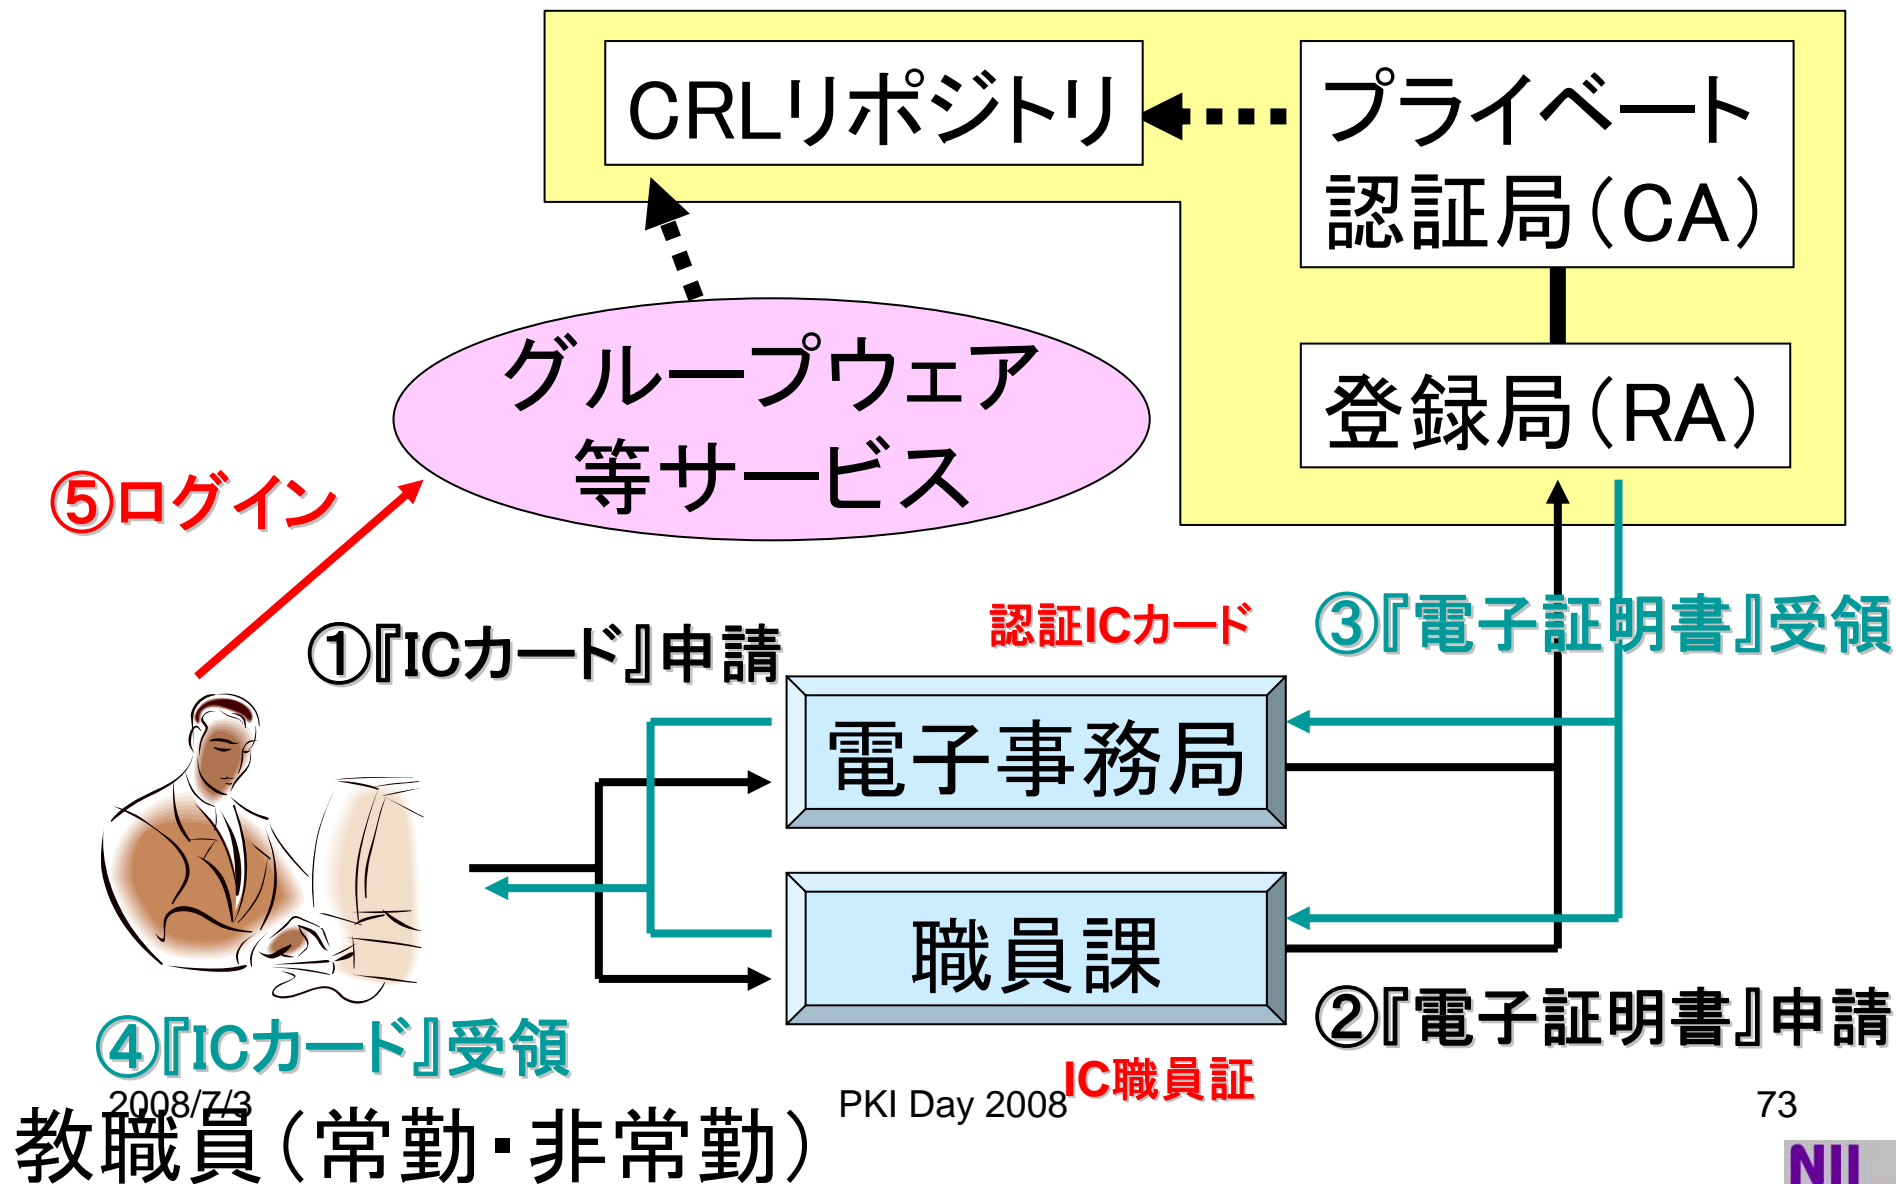 CRLリポジトリ
プライベート
認証局(CA)
グループウェア
等サービス
登録局(RA)
⑤ログイン
①『ICカード』申請
認証ICカード
③『電子証明書』受領
電子事務局
職員課
②『電子証明書』申請
④『ICカード』受領
IC職員証
2008/7/3
PKI Day 2008
73
教職員(常勤・非常勤)
NII